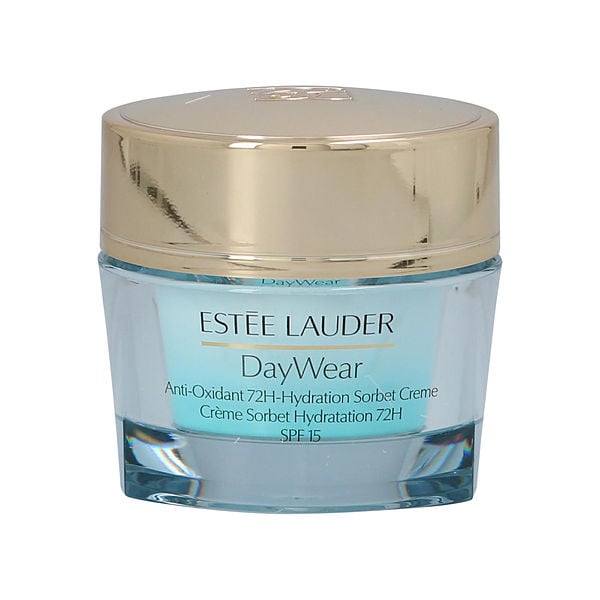 DayWear
ESTĒE LAUDER
DayWear
Anti-Oxidant 72H-Hydration Sorbet Creme
Crème Sorbet Hydratation 72H
SPF 15